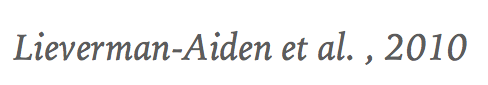 Lieverman-Aiden et al. , 2010